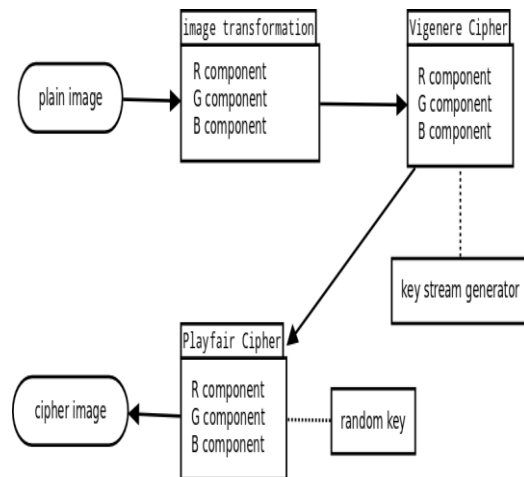 plain image
image transformation
R component
G component
B component
Vigenere Cipher
R component
G component
B component
key stream generator
Playfair Cipher
R component
G component
B component
random key
cipher image